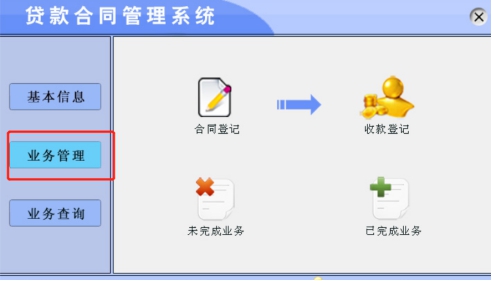 贷款合同管理系统
基本信息
合同登记
收款登记
业务管理
未完成业务
已完成业务
业务查询